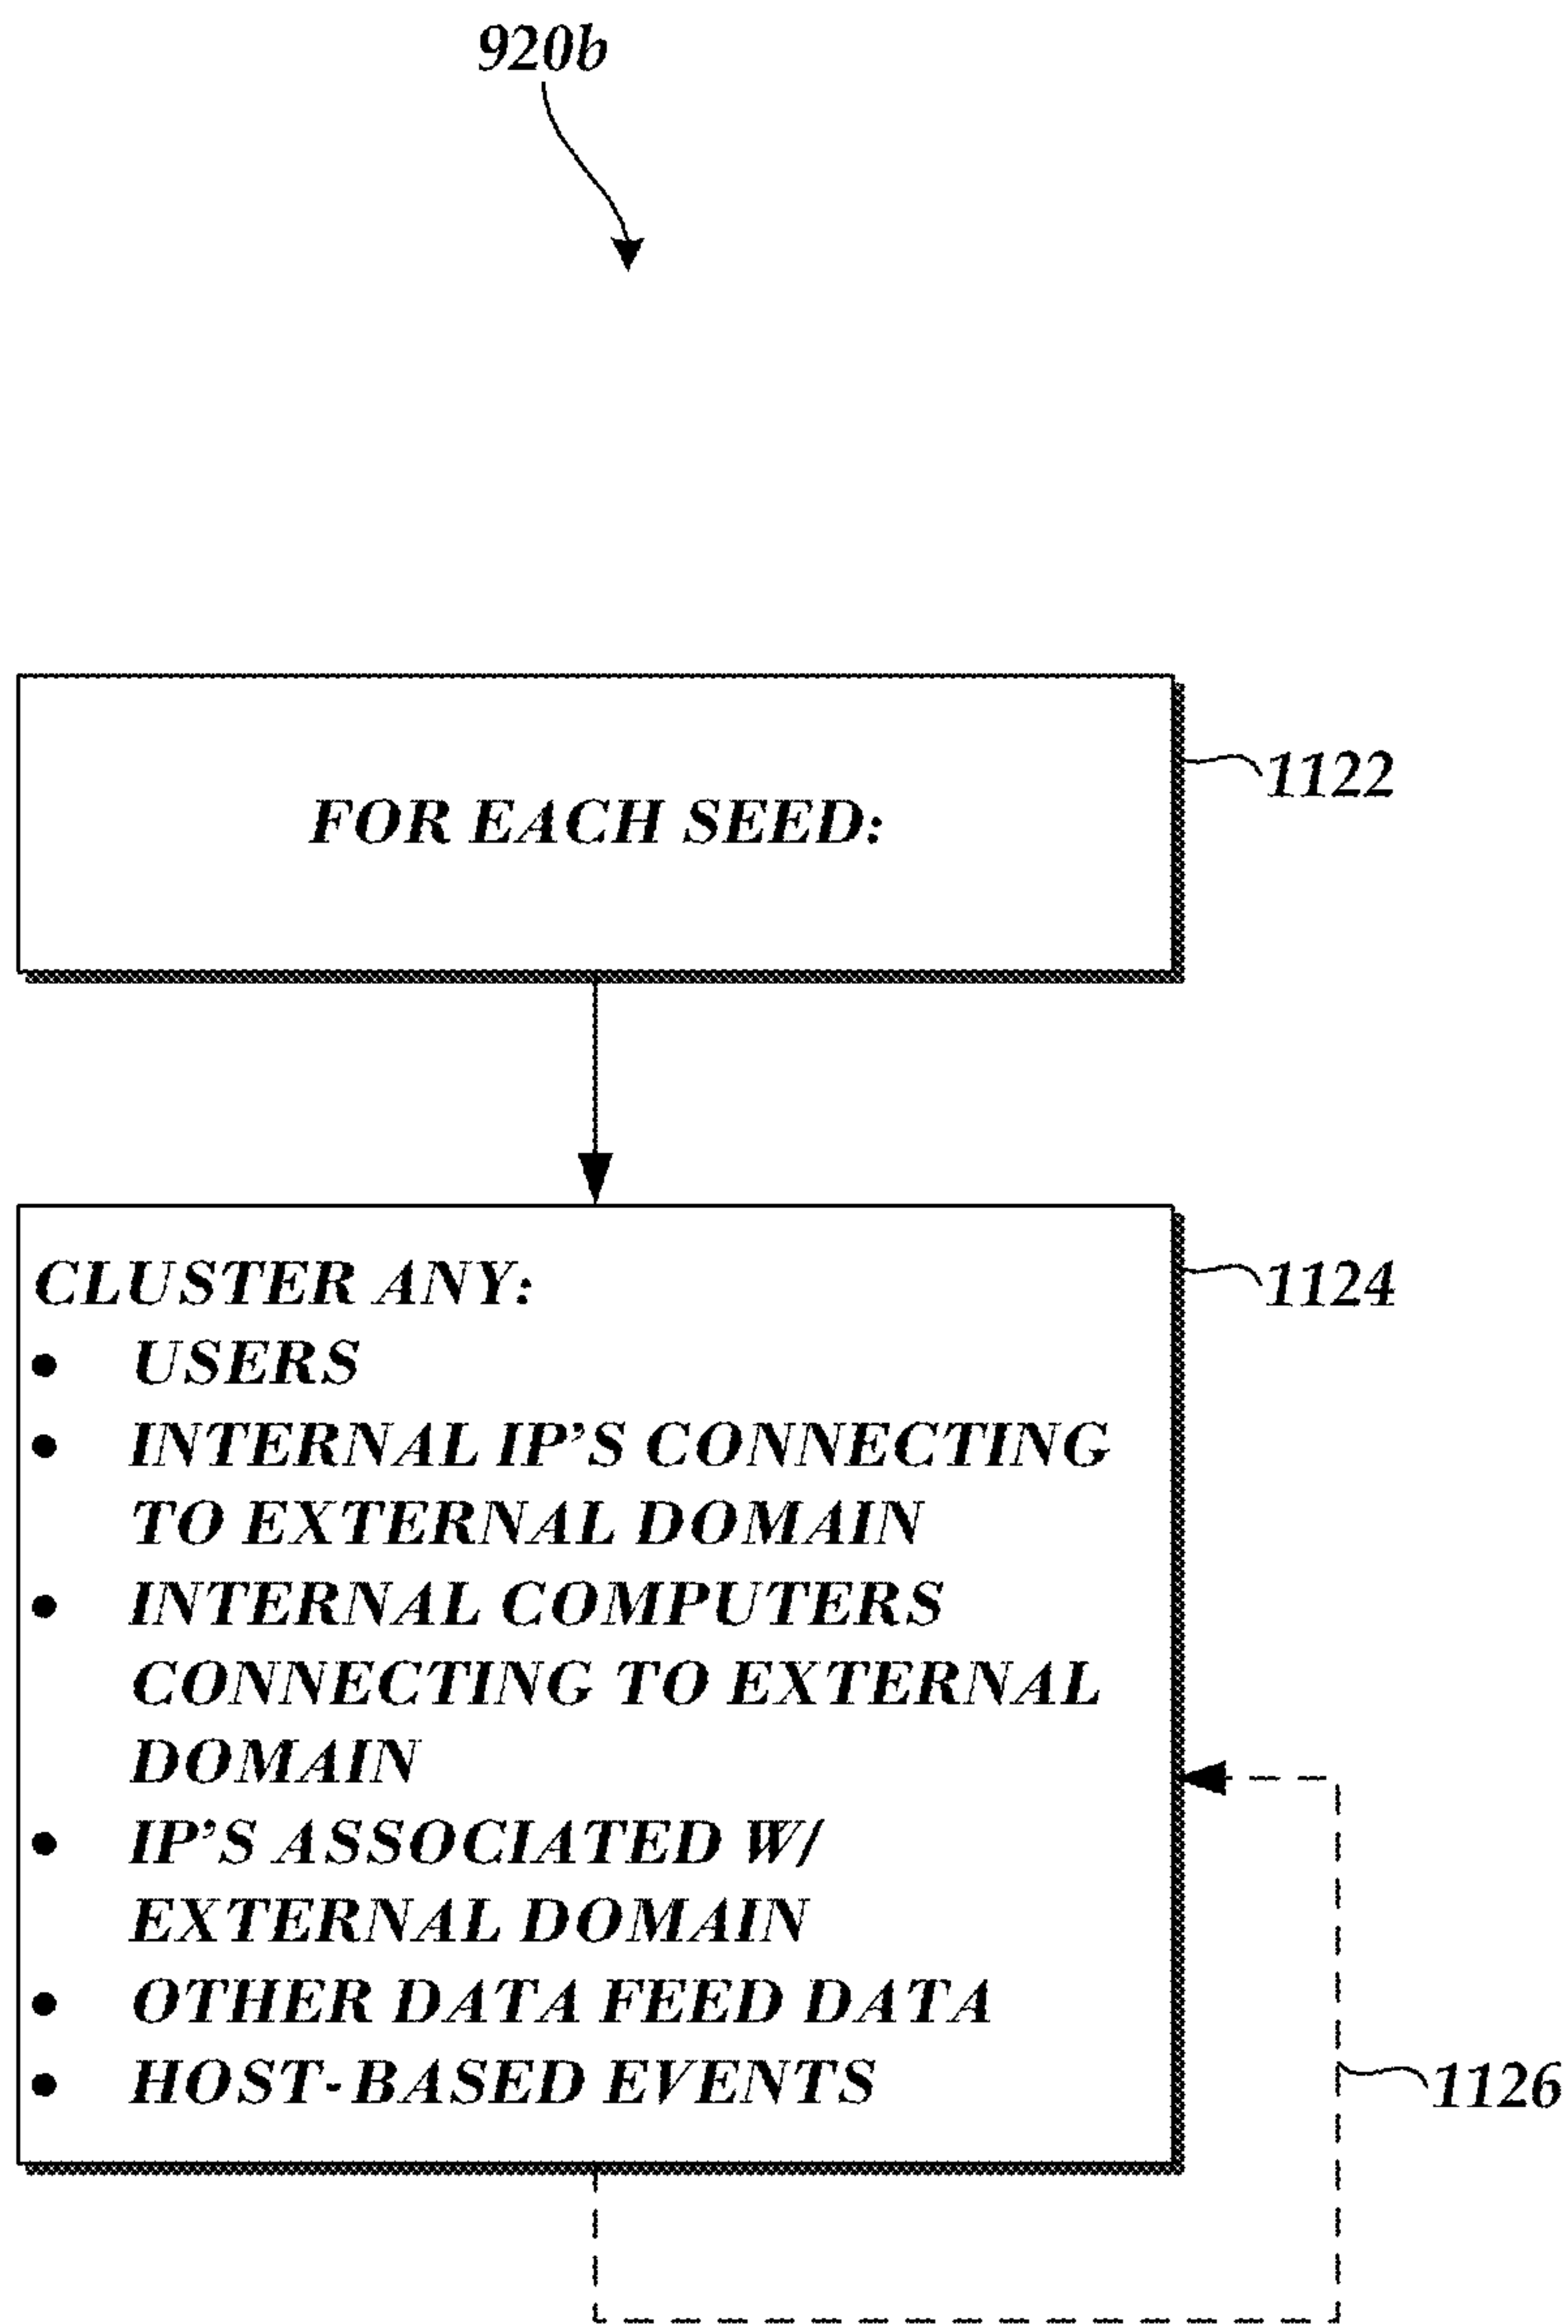 920b
FOR EACH SEED:
1122
CLUSTER ANY:
1124
• USERS
• INTERNAL IP’S CONNECTING
TO EXTERNAL DOMAIN
• INTERNAL COMPUTERS
CONNECTING TO EXTERNAL
DOMAIN
• IP’S ASSOCIATED W/
EXTERNAL DOMAIN
• OTHER DATA FEED DATA
• HOST-BASED EVENTS
1126